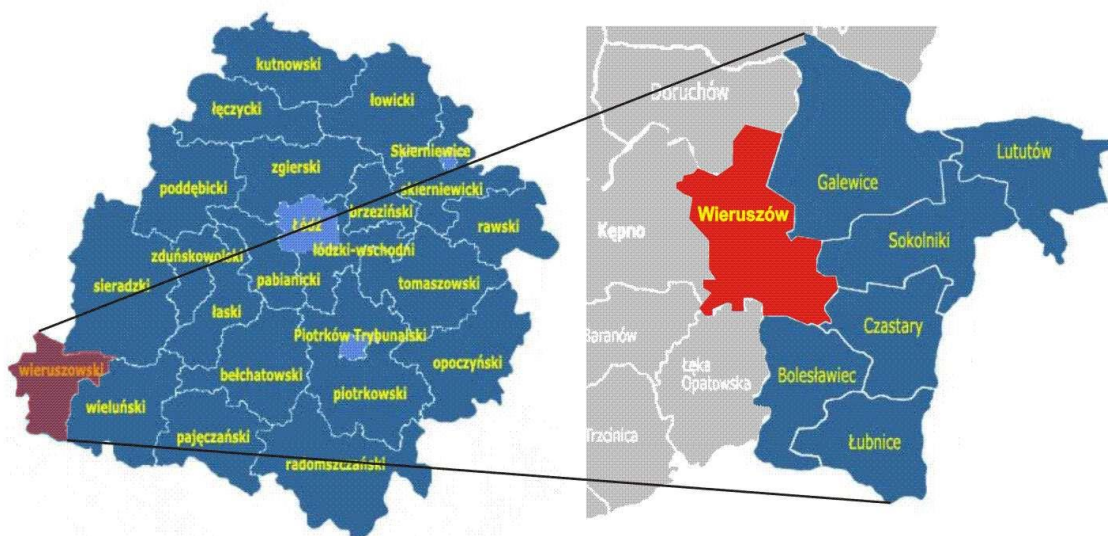 kutnowski
łowicki
łęczycki
Skierniewice
zgierski
poddębicki
skierniewicki
brzeziński
Łódź
rawski
łódzki-wschodni
zduńskowolski
pabianicki
sieradzki
tomaszowski
łaski
Piotrków Trybunalski
opoczyński
wieruszowski
bełchatowski
piotrkowski
wieluński
pajęczański
radomszczański
Doruchów
Lututów
Galewice
Wieruszów
Kępno
Sokolniki
Baranów
Czastary
Łęka
Opatowska
Bolesławiec
Trzcinica
Łubnice